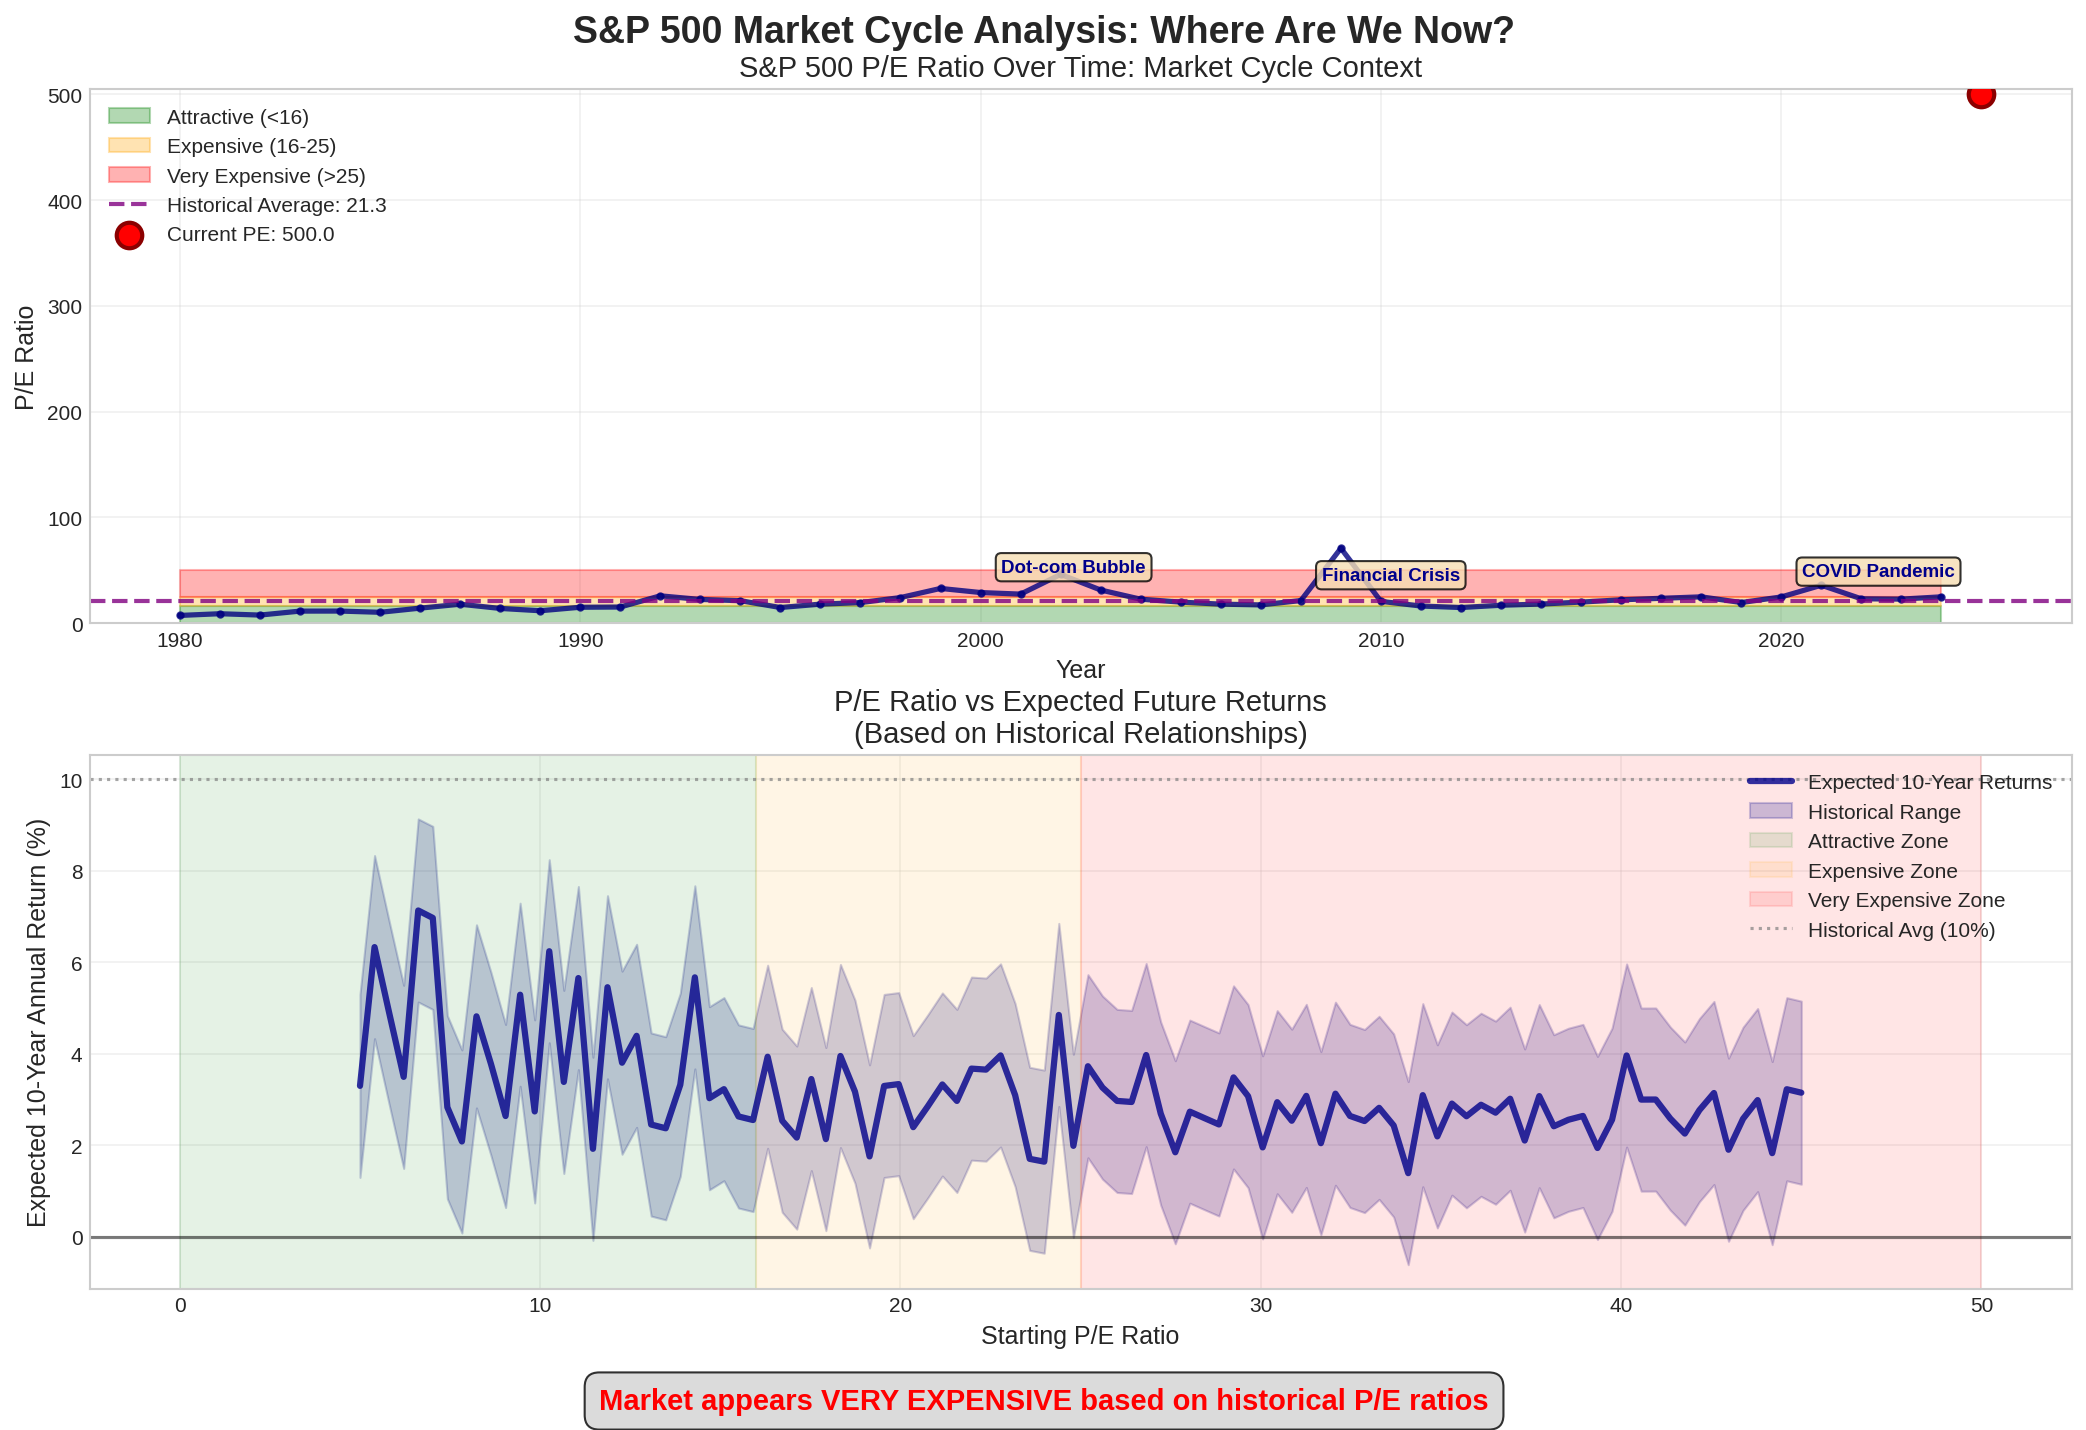 S&P 500 Market Cycle Analysis: Where Are We Now?
S&P 500 P/E Ratio Over Time: Market Cycle Context
500
400
300
200
100
0
P/E Ratio
Attractive (<16)
Expensive (16-25)
Very Expensive (>25)
Historical Average: 21.3
Current PE: 500.0
Dot-com Bubble
Financial Crisis
COVID Pandemic
1980
1990
2000
2010
2020
Year
P/E Ratio vs Expected Future Returns
(Based on Historical Relationships)
10
8
6
4
2
0
Expected 10-Year Annual Return (%)
Expected 10-Year Returns
Historical Range
Attractive Zone
Expensive Zone
Very Expensive Zone
Historical Avg (10%)
0
10
20
30
40
50
Starting P/E Ratio
Market appears VERY EXPENSIVE based on historical P/E ratios